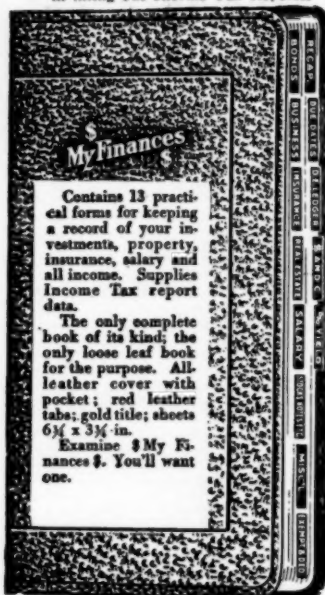 $
My Finances
$
Contains 13 practi-
cal forms for keeping
a record of your in-
vestments, property,
insurance, salary and
all income. Supplies
Income Tax report
data.
The only complete
book of its kind; the
only loose leaf book
for the purpose. All-
leather cover with
pocket; red leather
tabs; gold title; sheets
6¾ x 3¾ in.
Examine $ My Fi-
nances $. You'll want
one.
RECAP.
BONDS
DUE DATES
BUSINESS
D. LEDGER
INSURANCE
REAL ESTATE
% YIELD
SALARY
MISC'L
EXEMPT & DED